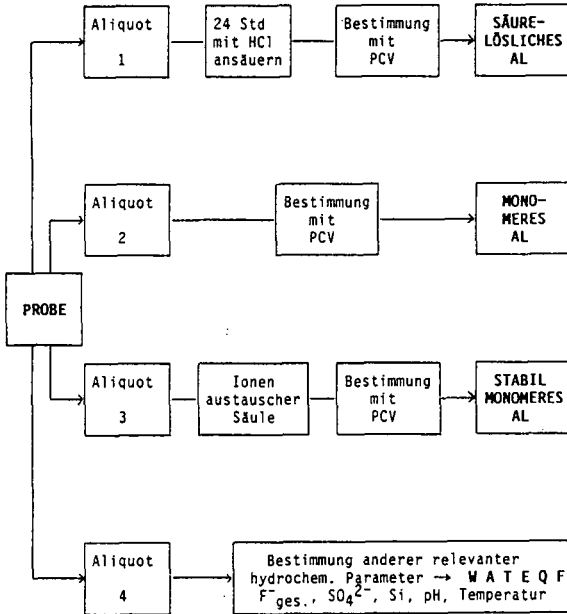 Aliquot
1
24 Std
mit HCl
ansäuern
Bestimmung
mit
PCV
SÄURE-
LÖSLICHES
AL
Aliquot
2
Bestimmung
mit
PCV
MONO-
MERES
AL
PROBE
Aliquot
3
Ionen
austauscher
Säule
Bestimmung
mit
PCV
STABIL
MONOMERES
AL
Aliquot
4
Bestimmung anderer relevanter
hydrochem. Parameter → W A T E Q F
F⁻ges., SO₄²⁻, Si, pH, Temperatur